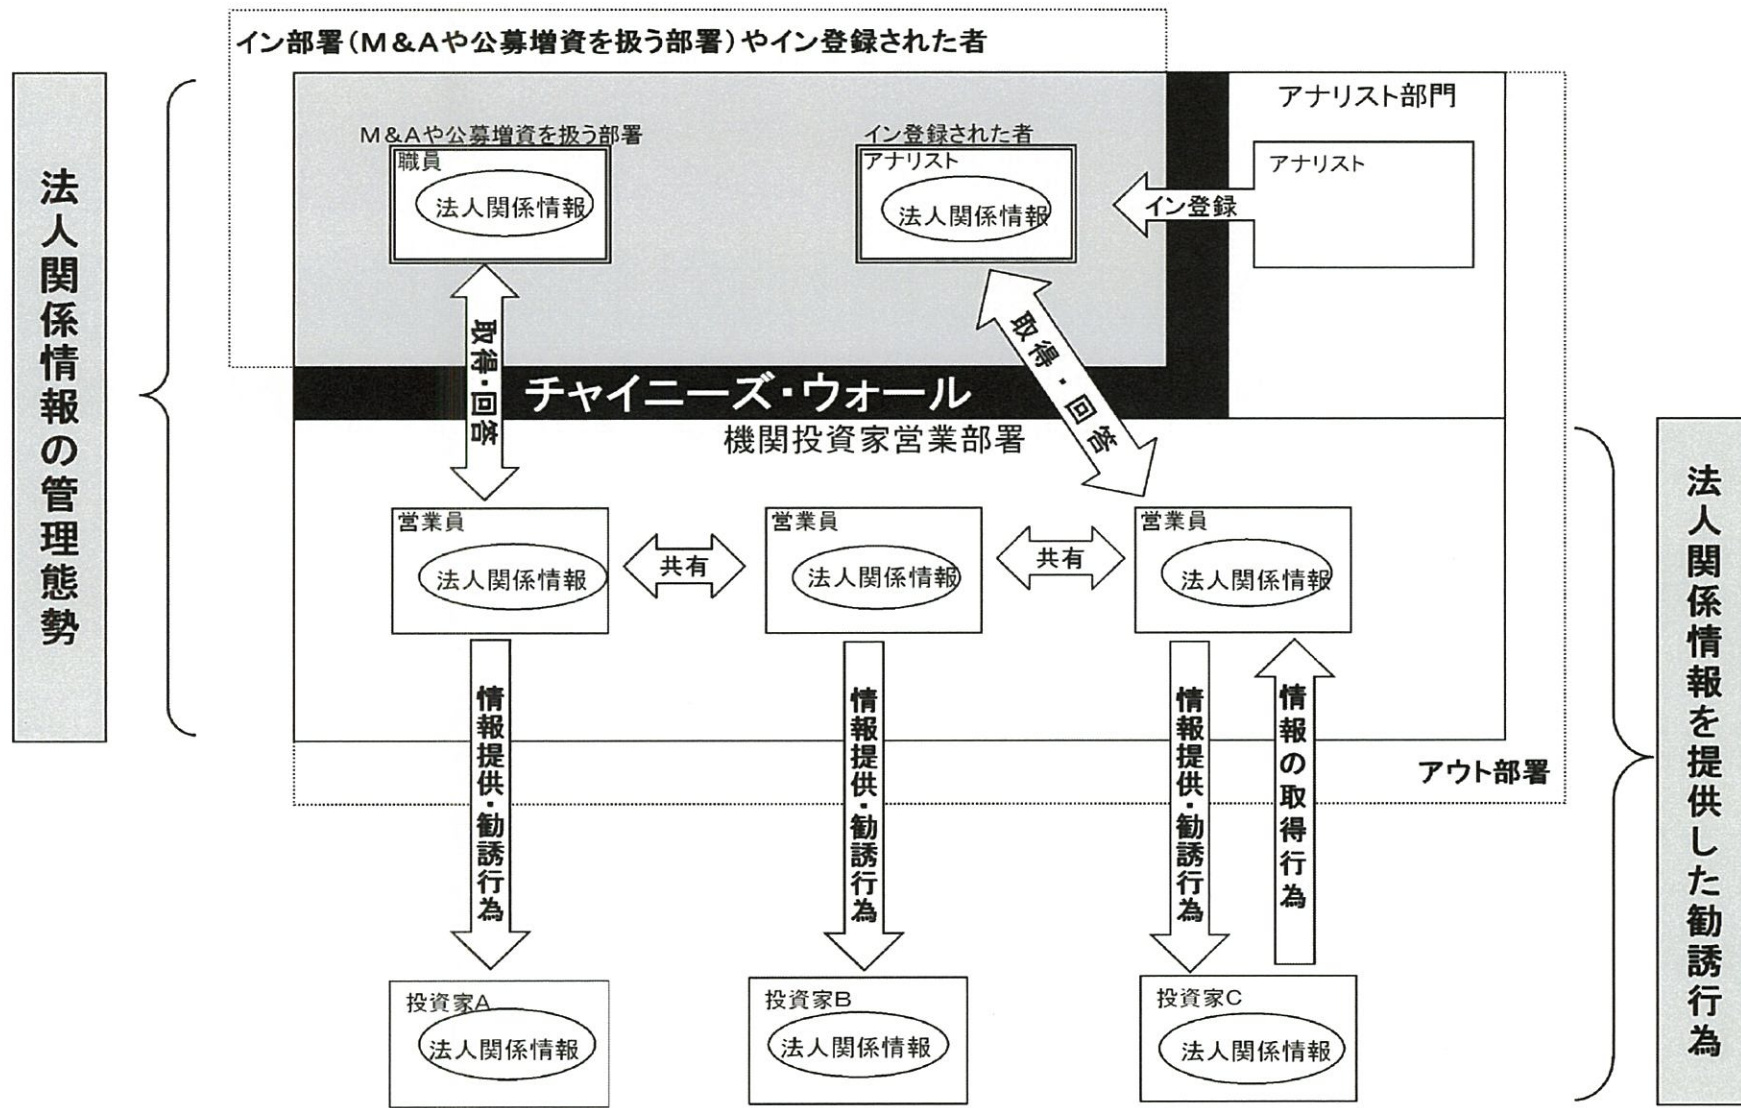 イン部署(M&Aや公募増資を扱う部署)やイン登録された者
法人関係情報の管理態勢
アナリスト部門
M&Aや公募増資を扱う部署
職員
法人関係情報
イン登録された者
アナリスト
法人関係情報
アナリスト
イン登録
取得・回答
取得・回答
チャイニーズ・ウォール
機関投資家営業部署
営業員
法人関係情報
共有
営業員
法人関係情報
共有
営業員
法人関係情報
情報提供・勧誘行為
情報提供・勧誘行為
情報提供・勧誘行為
情報の取得行為
アウト部署
法人関係情報を提供した勧誘行為
投資家A
法人関係情報
投資家B
法人関係情報
投資家C
法人関係情報